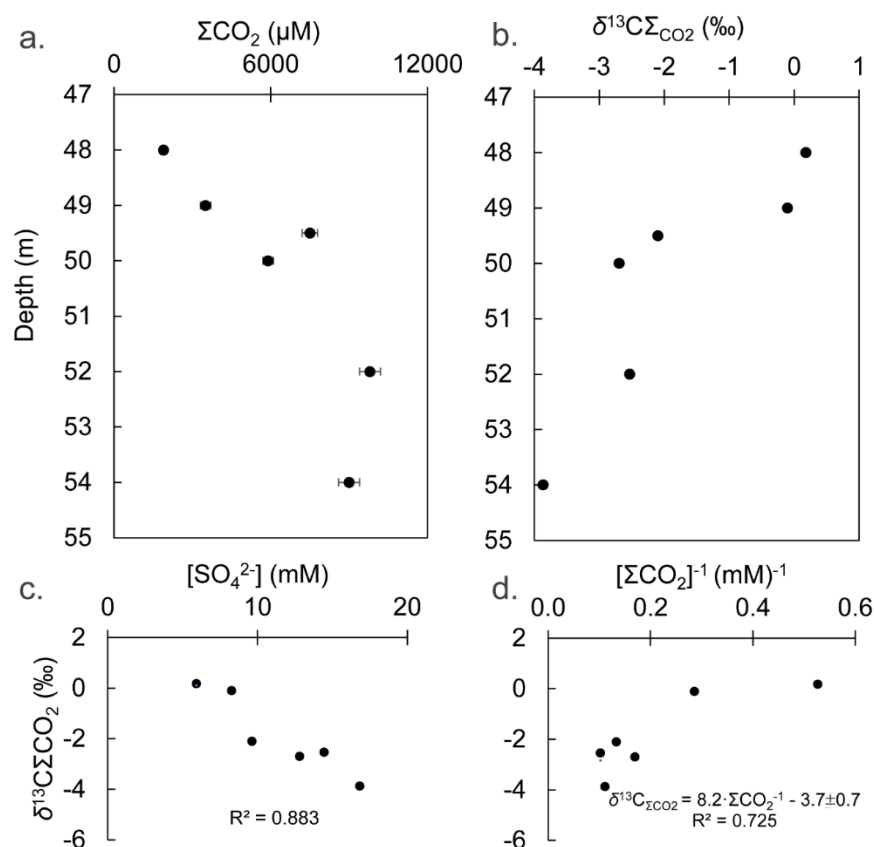 a.
ΣCO₂ (µM)
0 6000 12000
47
48
49
50
51
52
53
54
55
Depth (m)
b.
δ¹³CΣ_CO2 (‰)
-4 -3 -2 -1 0 1
47
48
49
50
51
52
53
54
55
c.
[SO₄²⁻] (mM)
0 10 20
2
0
-2
-4
-6
δ¹³CΣCO₂ (‰)
R² = 0.883
d.
[ΣCO₂]⁻¹ (mM)⁻¹
0.0 0.2 0.4 0.6
2
0
-2
-4
-6
δ¹³C_ΣCO2 = 8.2·ΣCO₂⁻¹ - 3.7±0.7
R² = 0.725